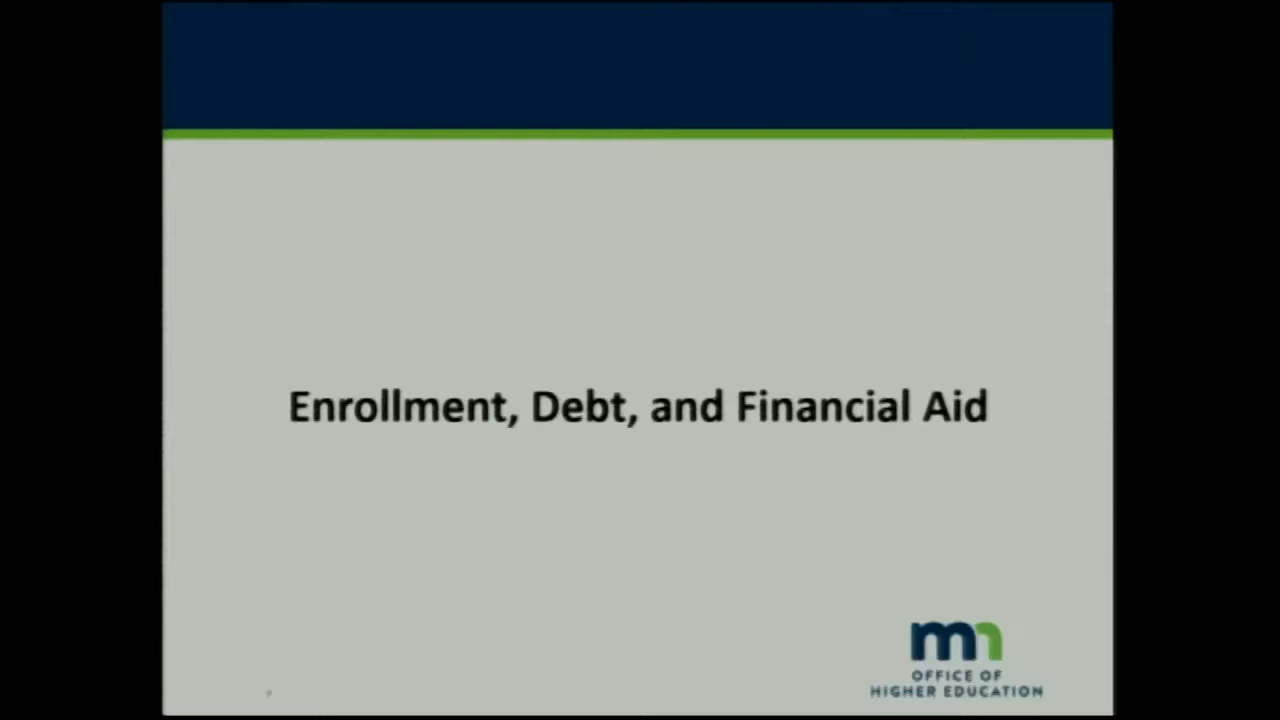 Enrollment, Debt, and Financial Aid
mn
OFFICE OF
HIGHER EDUCATION